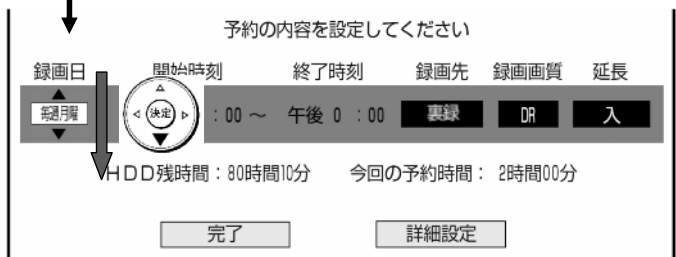 予約の内容を設定してください
録画日 開始時刻 終了時刻 録画先 録画画質 延長
毎週月曜 決定 :00～ 午後 0 :00 裏録 DR 入
HDD残時間：80時間10分 今回の予約時間： 2時間00分
完了 詳細設定